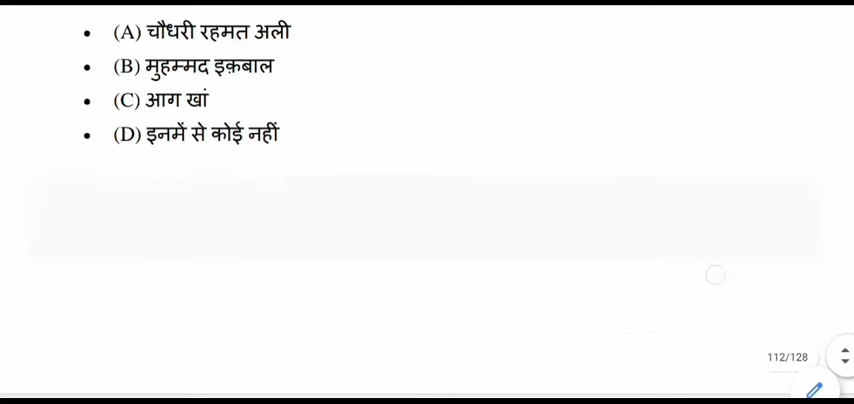 • (A) चौधरी रहमत अली
• (B) मुहम्मद इक़बाल
• (C) आग खां
• (D) इनमें से कोई नहीं
112/128